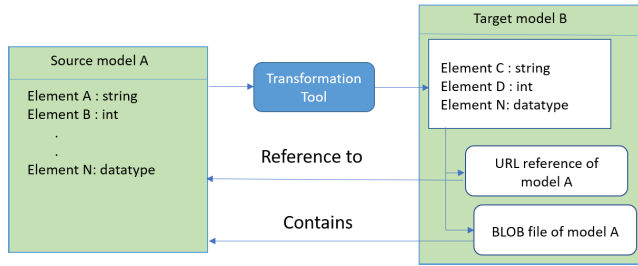 Source model A
Element A : string
Element B : int
.
.
Element N: datatype
Transformation
Tool
Reference to
Contains
Target model B
Element C : string
Element D : int
Element N: datatype
URL reference of
model A
BLOB file of model A